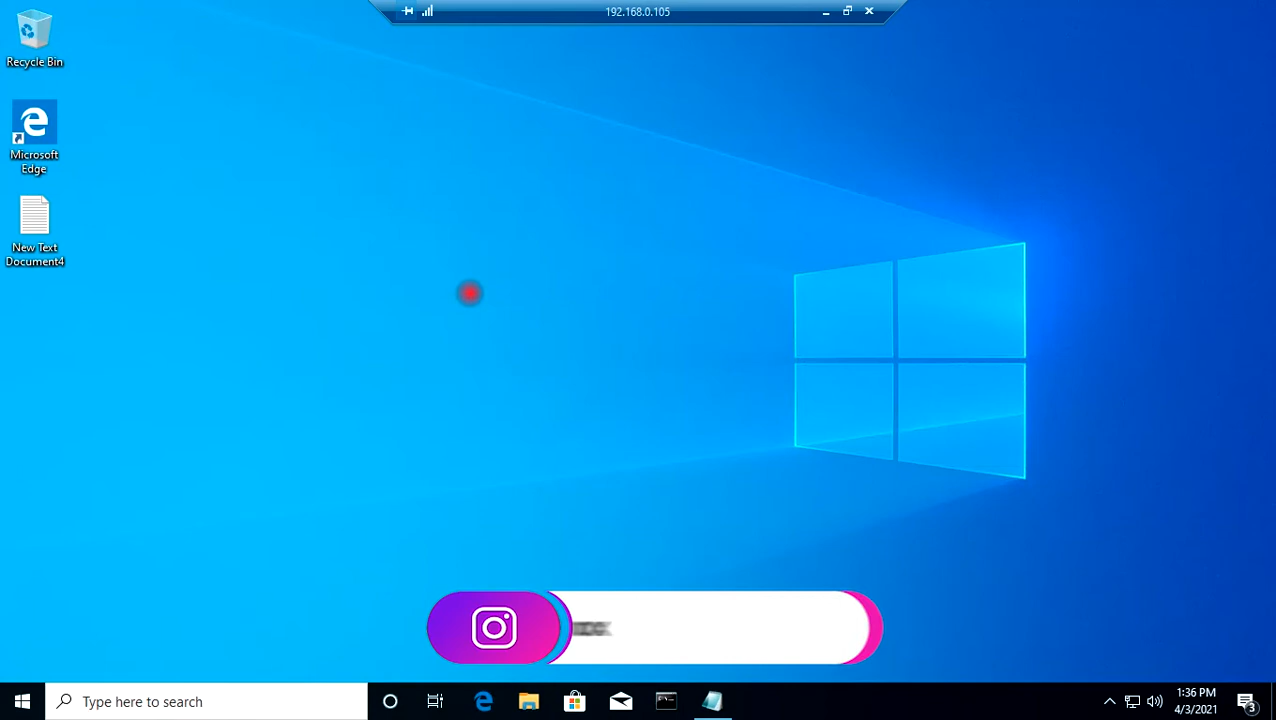 192.168.0.105
Recycle Bin
Microsoft
Edge
New Text
Document4
Type here to search
1:36 PM
4/3/2021
3